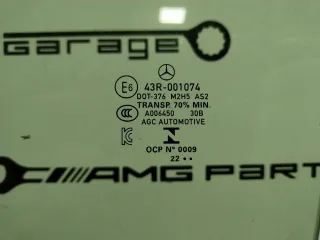 Garage
E6 43R-001074
DOT-376 M2H5 AS2
TRANSP. 70% MIN.
CCC A006450 30B
AGC AUTOMOTIVE
OCP N° 0009
22 ••
AMG PART